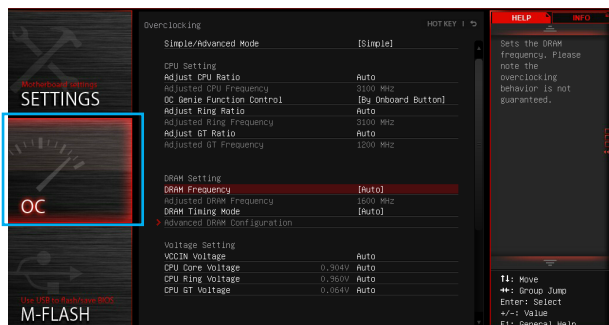 Overclocking
HOT KEY | ↶
HELP
INFO
Simple/Advanced Mode [Simple]
CPU Setting
Adjust CPU Ratio Auto
Adjusted CPU Frequency 3100 MHz
OC Genie Function Control [By Onboard Button]
Adjust Ring Ratio Auto
Adjusted Ring Frequency 3100 MHz
Adjust GT Ratio Auto
Adjusted GT Frequency 1200 MHz
DRAM Setting
DRAM Frequency [Auto]
Adjusted DRAM Frequency 1600 MHz
DRAM Timing Mode [Auto]
> Advanced DRAM Configuration
Voltage Setting
VCCIN Voltage Auto
CPU Core Voltage 0.904V Auto
CPU Ring Voltage 0.960V Auto
CPU GT Voltage 0.064V Auto
Motherboard settings
SETTINGS
OC
Use USB to flash/save BIOS
M-FLASH
Sets the DRAM
frequency. Please
note the
overclocking
behavior is not
guaranteed.
↑↓: Move
→←: Group Jump
Enter: Select
+/-: Value
F1: General Help